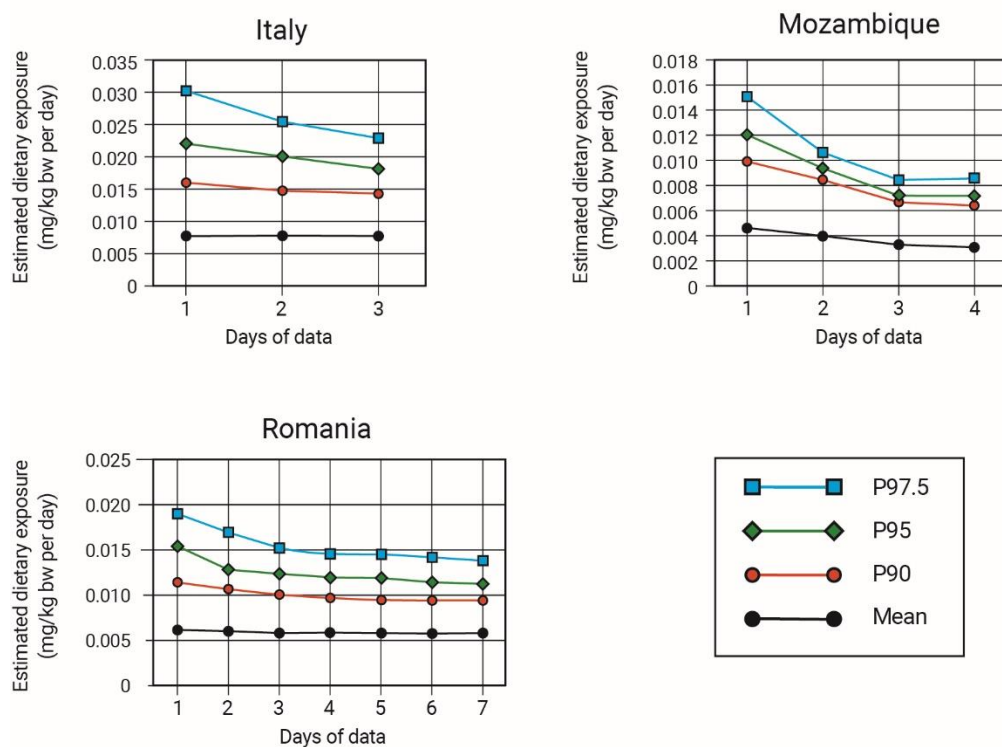 Italy
Estimated dietary exposure
(mg/kg bw per day)
0.035
0.030
0.025
0.020
0.015
0.010
0.005
0
1 2 3
Days of data
Mozambique
Estimated dietary exposure
(mg/kg bw per day)
0.018
0.016
0.014
0.012
0.010
0.008
0.006
0.004
0.002
0
1 2 3 4
Days of data
Romania
Estimated dietary exposure
(mg/kg bw per day)
0.025
0.020
0.015
0.010
0.005
0
1 2 3 4 5 6 7
Days of data
P97.5
P95
P90
Mean